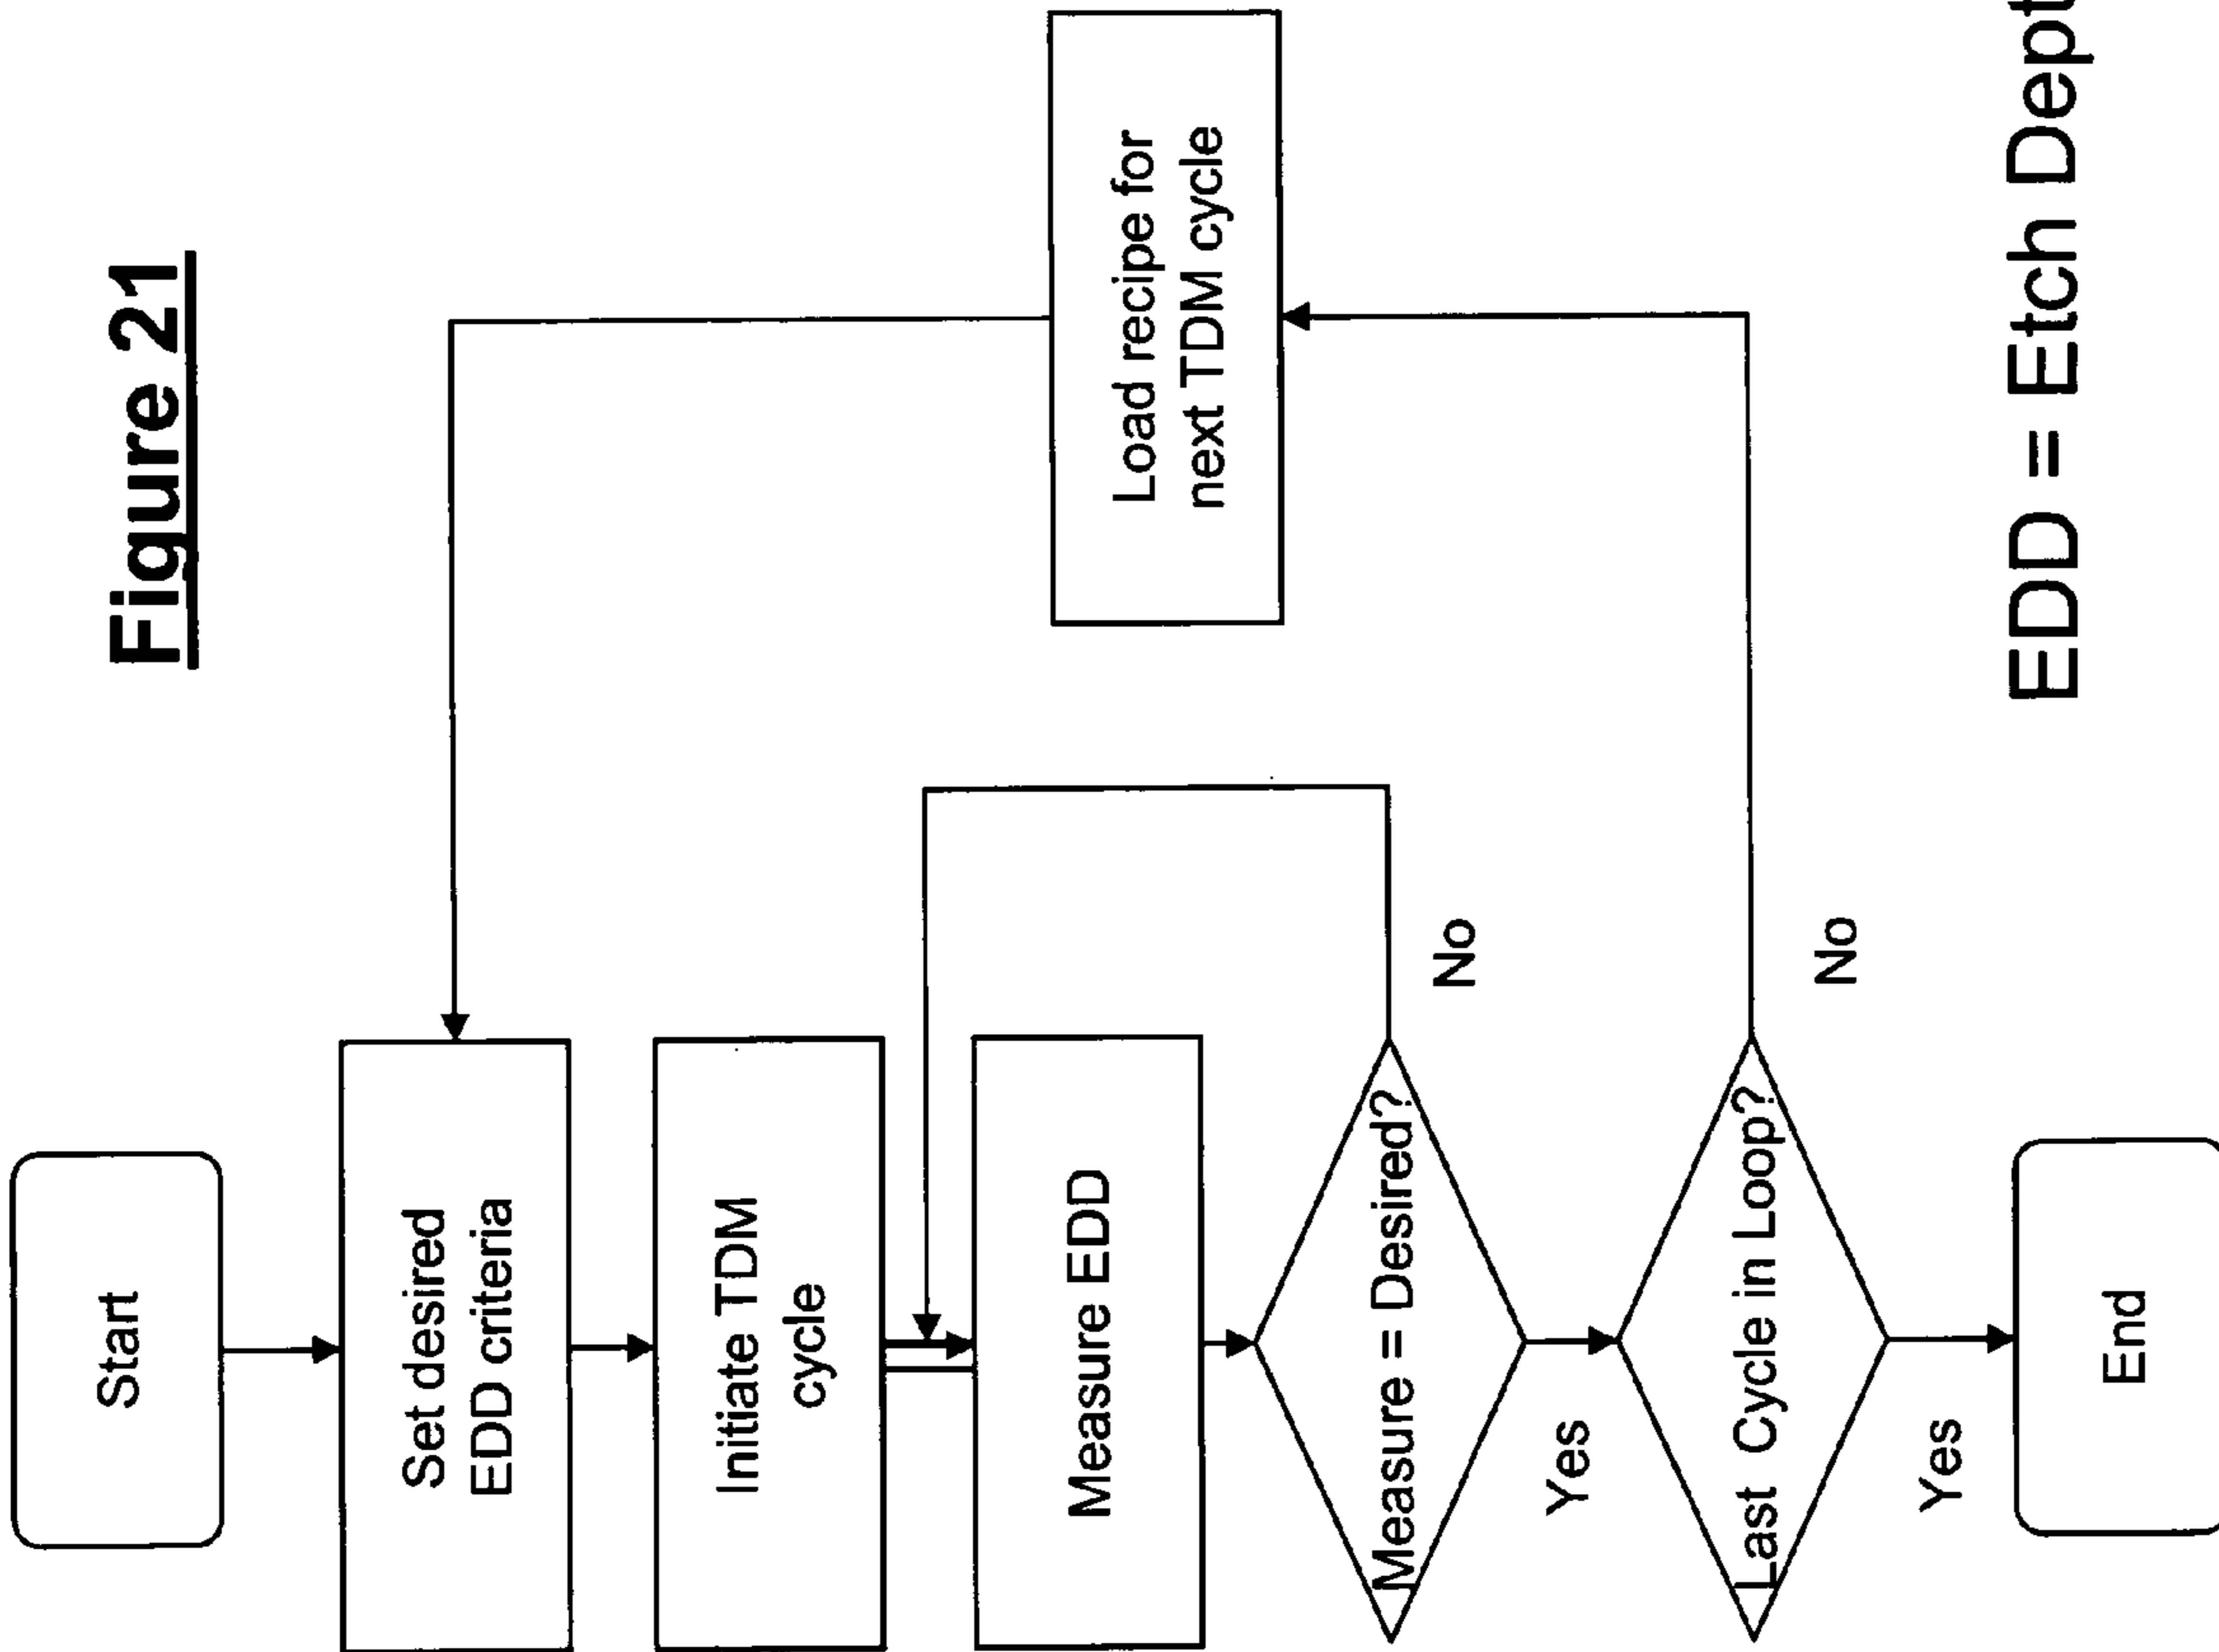 Figure 21
Start
Set desired
EDD criteria
Initiate TDM
cycle
Measure EDD
Measure = Desired?
No
Yes
Last Cycle in Loop?
No
Yes
End
Load recipe for
next TDM cycle
EDD = Etch